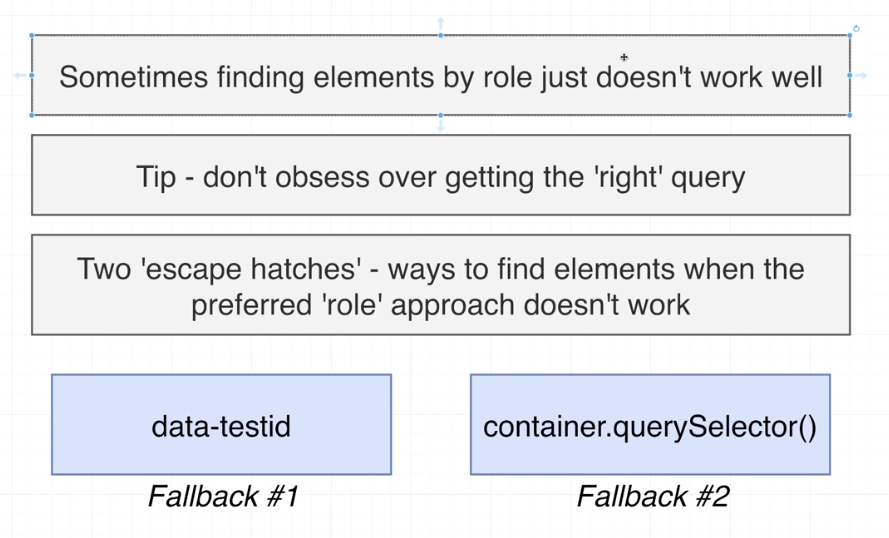 Sometimes finding elements by role just doesn't work well
Tip - don't obsess over getting the 'right' query
Two 'escape hatches' - ways to find elements when the
preferred 'role' approach doesn't work
data-testid
container.querySelector()
Fallback #1
Fallback #2